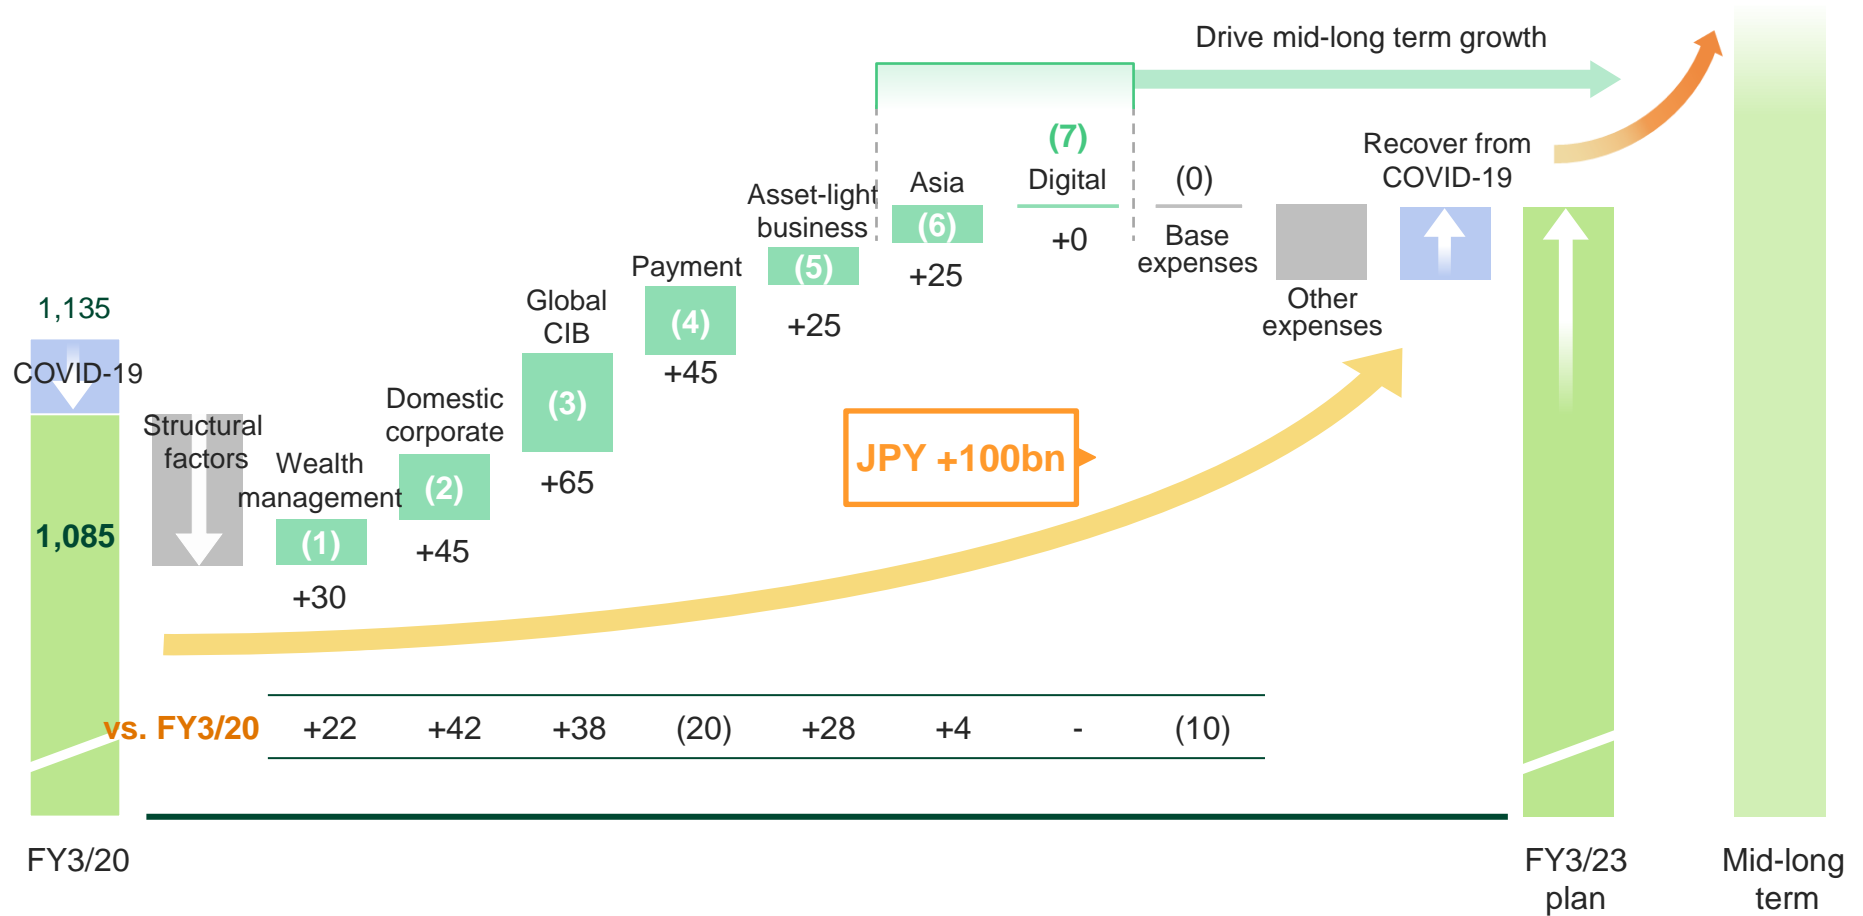 Drive mid-long term growth
1,135
COVID-19
1,085
Structural
factors
Wealth
management
(1)
+30
Domestic
corporate
(2)
+45
Global
CIB
(3)
+65
Payment
(4)
+45
Asset-light
business
(5)
+25
Asia
(6)
+25
(7)
Digital
+0
(0)
Base
expenses
Other
expenses
Recover from
COVID-19
JPY +100bn
vs. FY3/20 +22 +42 +38 (20) +28 +4 - (10)
FY3/20
FY3/23
plan
Mid-long
term